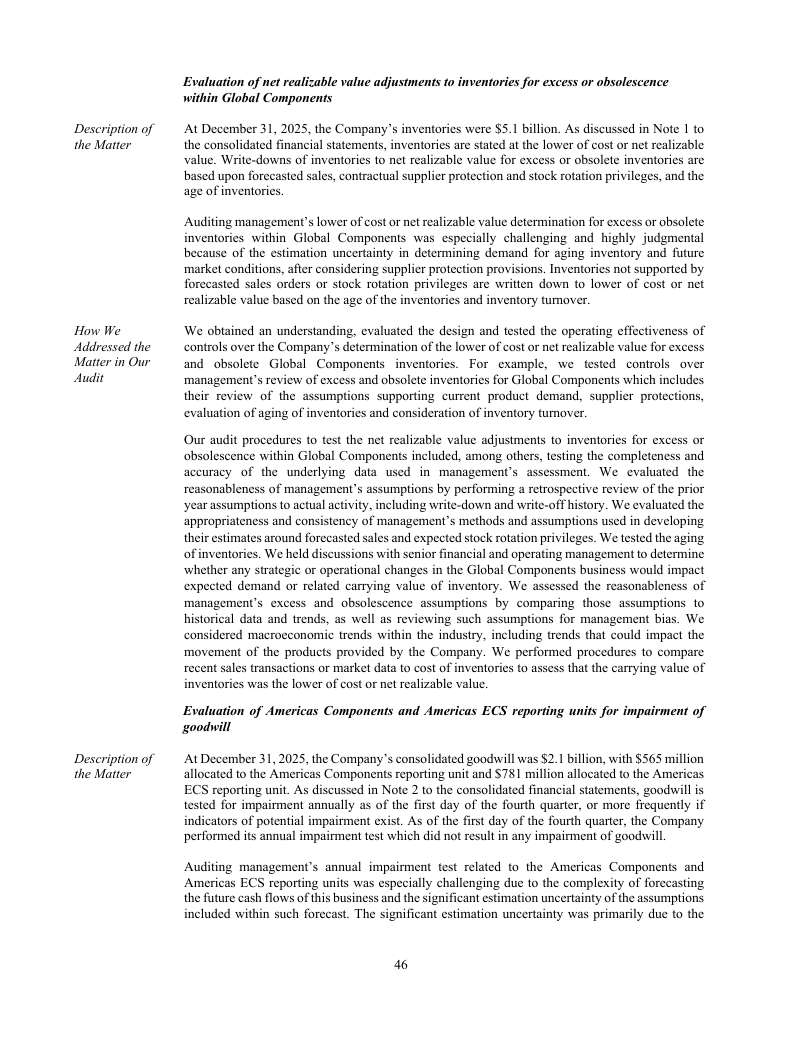 Evaluation of net realizable value adjustments to inventories for excess or obsolescence
within Global Components
Description of
the Matter
At December 31, 2025, the Company’s inventories were $5.1 billion. As discussed in Note 1 to
the consolidated financial statements, inventories are stated at the lower of cost or net realizable
value. Write-downs of inventories to net realizable value for excess or obsolete inventories are
based upon forecasted sales, contractual supplier protection and stock rotation privileges, and the
age of inventories.
Auditing management’s lower of cost or net realizable value determination for excess or obsolete
inventories within Global Components was especially challenging and highly judgmental
because of the estimation uncertainty in determining demand for aging inventory and future
market conditions, after considering supplier protection provisions. Inventories not supported by
forecasted sales orders or stock rotation privileges are written down to lower of cost or net
realizable value based on the age of the inventories and inventory turnover.
How We
Addressed the
Matter in Our
Audit
We obtained an understanding, evaluated the design and tested the operating effectiveness of
controls over the Company’s determination of the lower of cost or net realizable value for excess
and obsolete Global Components inventories. For example, we tested controls over
management’s review of excess and obsolete inventories for Global Components which includes
their review of the assumptions supporting current product demand, supplier protections,
evaluation of aging of inventories and consideration of inventory turnover.
Our audit procedures to test the net realizable value adjustments to inventories for excess or
obsolescence within Global Components included, among others, testing the completeness and
accuracy of the underlying data used in management’s assessment. We evaluated the
reasonableness of management’s assumptions by performing a retrospective review of the prior
year assumptions to actual activity, including write-down and write-off history. We evaluated the
appropriateness and consistency of management’s methods and assumptions used in developing
their estimates around forecasted sales and expected stock rotation privileges. We tested the aging
of inventories. We held discussions with senior financial and operating management to determine
whether any strategic or operational changes in the Global Components business would impact
expected demand or related carrying value of inventory. We assessed the reasonableness of
management’s excess and obsolescence assumptions by comparing those assumptions to
historical data and trends, as well as reviewing such assumptions for management bias. We
considered macroeconomic trends within the industry, including trends that could impact the
movement of the products provided by the Company. We performed procedures to compare
recent sales transactions or market data to cost of inventories to assess that the carrying value of
inventories was the lower of cost or net realizable value.
Evaluation of Americas Components and Americas ECS reporting units for impairment of
goodwill
Description of
the Matter
At December 31, 2025, the Company’s consolidated goodwill was $2.1 billion, with $565 million
allocated to the Americas Components reporting unit and $781 million allocated to the Americas
ECS reporting unit. As discussed in Note 2 to the consolidated financial statements, goodwill is
tested for impairment annually as of the first day of the fourth quarter, or more frequently if
indicators of potential impairment exist. As of the first day of the fourth quarter, the Company
performed its annual impairment test which did not result in any impairment of goodwill.
Auditing management’s annual impairment test related to the Americas Components and
Americas ECS reporting units was especially challenging due to the complexity of forecasting
the future cash flows of this business and the significant estimation uncertainty of the assumptions
included within such forecast. The significant estimation uncertainty was primarily due to the
46